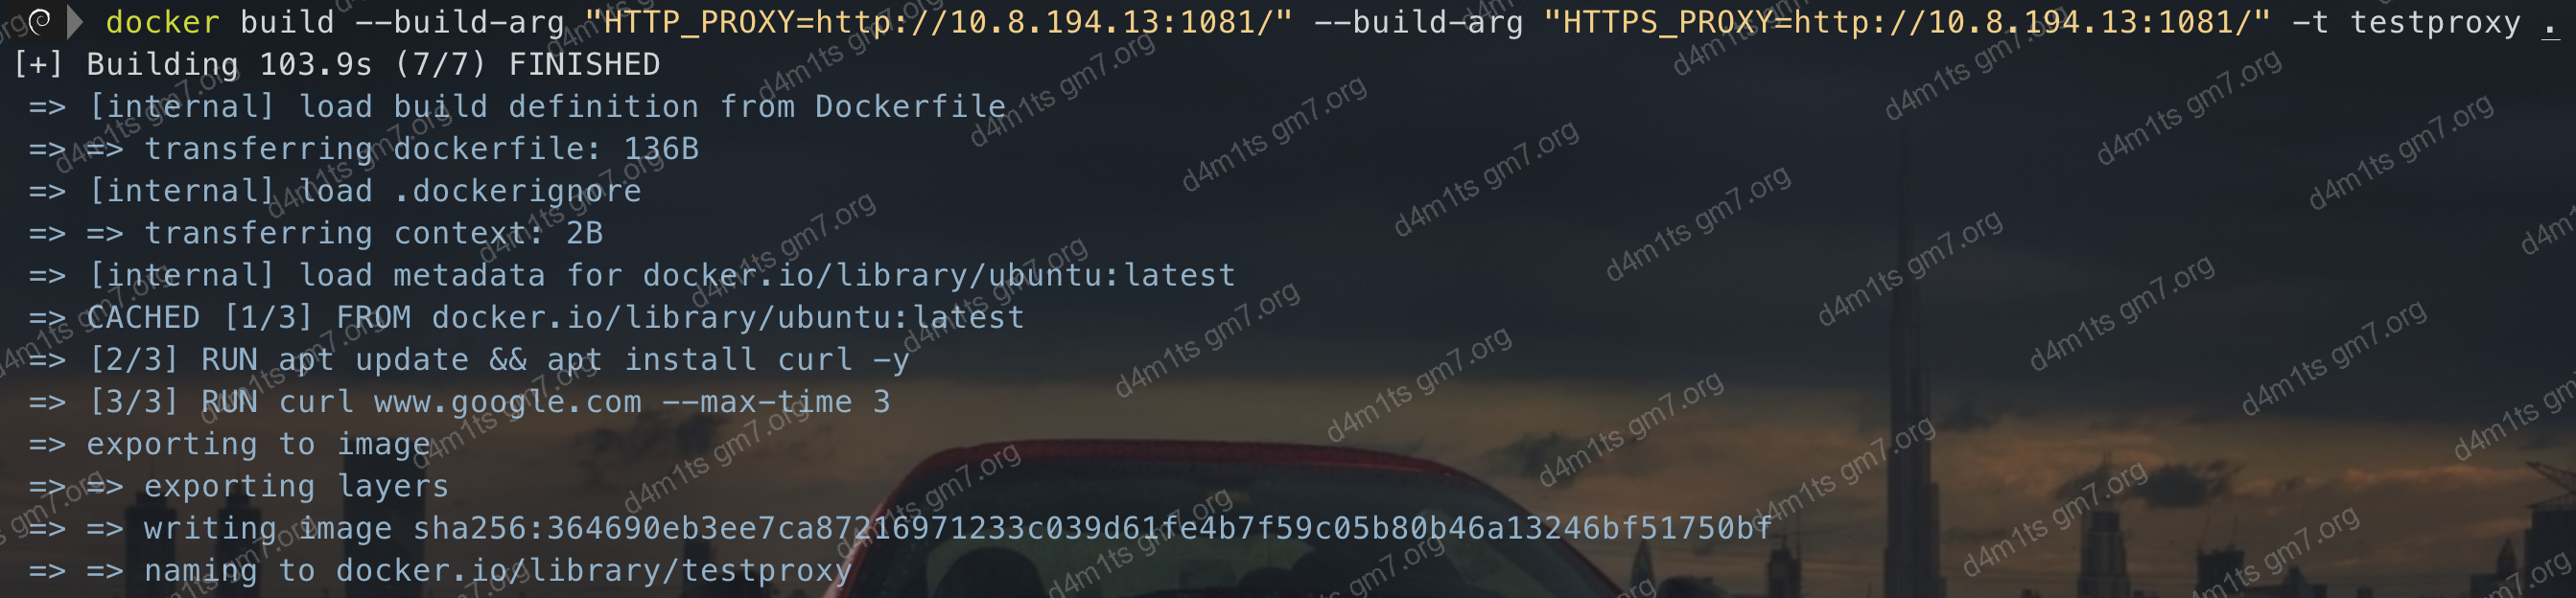 docker build --build-arg "HTTP_PROXY=http://10.8.194.13:1081/" --build-arg "HTTPS_PROXY=http://10.8.194.13:1081/" -t testproxy .
[+] Building 103.9s (7/7) FINISHED
=> [internal] load build definition from Dockerfile
=> => transferring dockerfile: 136B
=> [internal] load .dockerignore
=> => transferring context: 2B
=> [internal] load metadata for docker.io/library/ubuntu:latest
=> CACHED [1/3] FROM docker.io/library/ubuntu:latest
=> [2/3] RUN apt update && apt install curl -y
=> [3/3] RUN curl www.google.com --max-time 3
=> exporting to image
=> => exporting layers
=> => writing image sha256:364690eb3ee7ca87216971233c039d61fe4b7f59c05b80b46a13246bf51750bf
=> => naming to docker.io/library/testproxy
d4m1ts gm7.org